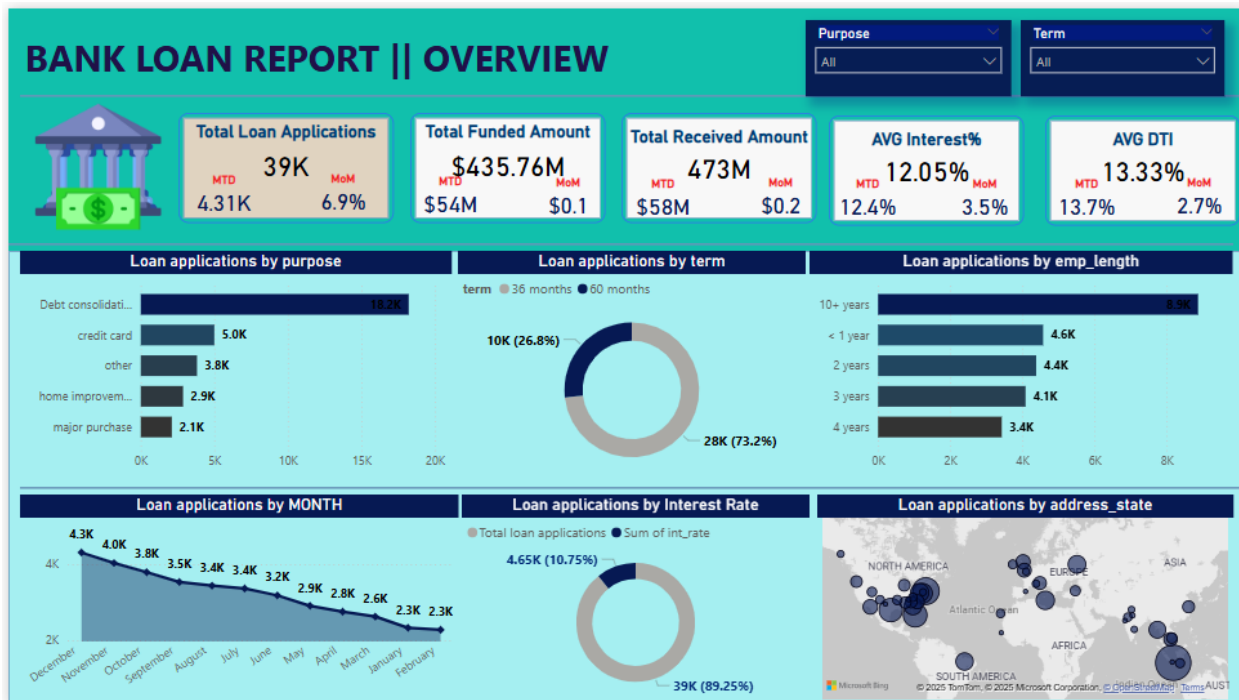 BANK LOAN REPORT || OVERVIEW
Purpose
All
Term
All
Total Loan Applications
39K
MTD
MoM
4.31K
6.9%
Total Funded Amount
$435.76M
MTD
MoM
$54M
$0.1
Total Received Amount
473M
MTD
MoM
$58M
$0.2
AVG Interest%
12.05%
MTD
MoM
12.4%
3.5%
AVG DTI
13.33%
MTD
MoM
13.7%
2.7%
Loan applications by purpose
Debt consolidati...
18.2K
credit card
5.0K
other
3.8K
home improvem...
2.9K
major purchase
2.1K
0K 5K 10K 15K 20K
Loan applications by term
term 36 months 60 months
10K (26.8%)
28K (73.2%)
Loan applications by emp_length
10+ years
8.9K
< 1 year
4.6K
2 years
4.4K
3 years
4.1K
4 years
3.4K
0K 2K 4K 6K 8K
Loan applications by MONTH
4.3K
4.0K
3.8K
3.5K
3.4K
3.4K
3.2K
2.9K
2.8K
2.6K
2.3K
2.3K
4K
2K
December
November
October
September
August
July
June
May
April
March
January
February
Loan applications by Interest Rate
Total loan applications Sum of int_rate
4.65K (10.75%)
39K (89.25%)
Loan applications by address_state
NORTH AMERICA
EUROPE
ASIA
Atlantic Ocean
AFRICA
SOUTH AMERICA
Indian Ocean
AUST
Microsoft Bing
© 2025 TomTom, © 2025 Microsoft Corporation, © OpenStreetMap Terms